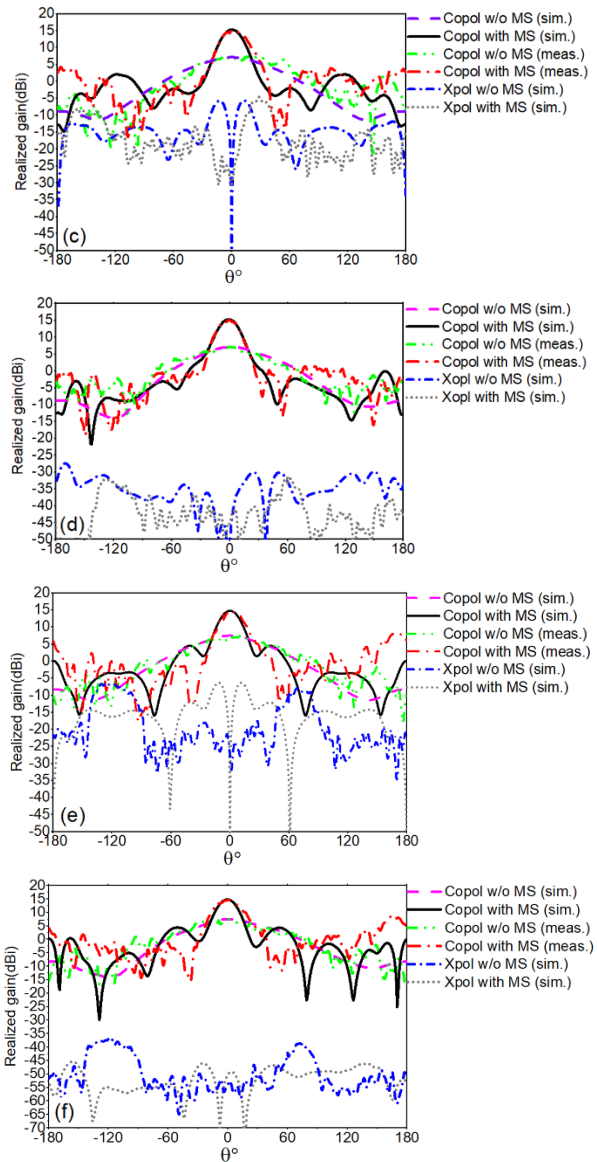 20
15
10
5
0
-5
-10
-15
-20
-25
-30
-35
-40
-45
-50
Realized gain(dBi)
(c)
-180 -120 -60 0 60 120 180
θ°
Copol w/o MS (sim.)
Copol with MS (sim.)
Copol w/o MS (meas.)
Copol with MS (meas.)
Xpol w/o MS (sim.)
Xpol with MS (sim.)
20
15
10
5
0
-5
-10
-15
-20
-25
-30
-35
-40
-45
-50
Realized gain(dBi)
(d)
-180 -120 -60 0 60 120 180
θ°
Copol w/o MS (sim.)
Copol with MS (sim.)
Copol w/o MS (meas.)
Copol with MS (meas.)
Xopl w/o MS (sim.)
Xopl with MS (sim.)
20
15
10
5
0
-5
-10
-15
-20
-25
-30
-35
-40
-45
-50
Realized gain(dBi)
(e)
-180 -120 -60 0 60 120 180
θ°
Copol w/o MS (sim.)
Copol with MS (sim.)
Copol w/o MS (meas.)
Copol with MS (meas.)
Xpol w/o MS (sim.)
Xpol with MS (sim.)
20
15
10
5
0
-5
-10
-15
-20
-25
-30
-35
-40
-45
-50
-55
-60
-65
-70
Realized gain(dBi)
(f)
-180 -120 -60 0 60 120 180
θ°
Copol w/o MS (sim.)
Copol with MS (sim.)
Copol w/o MS (meas.)
Copol with MS (meas.)
Xpol w/o MS (sim.)
Xpol with MS (sim.)